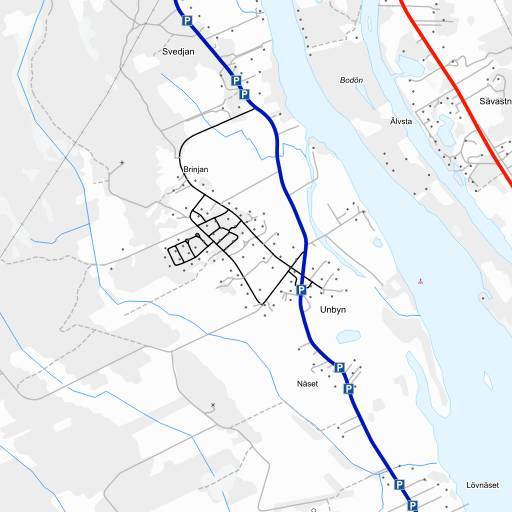 P
Svedjan
P
Bodön
P
Sävastn
Älvsta
Brinjan
P
Unbyn
P
Näset
P
P
Lövnäset
P